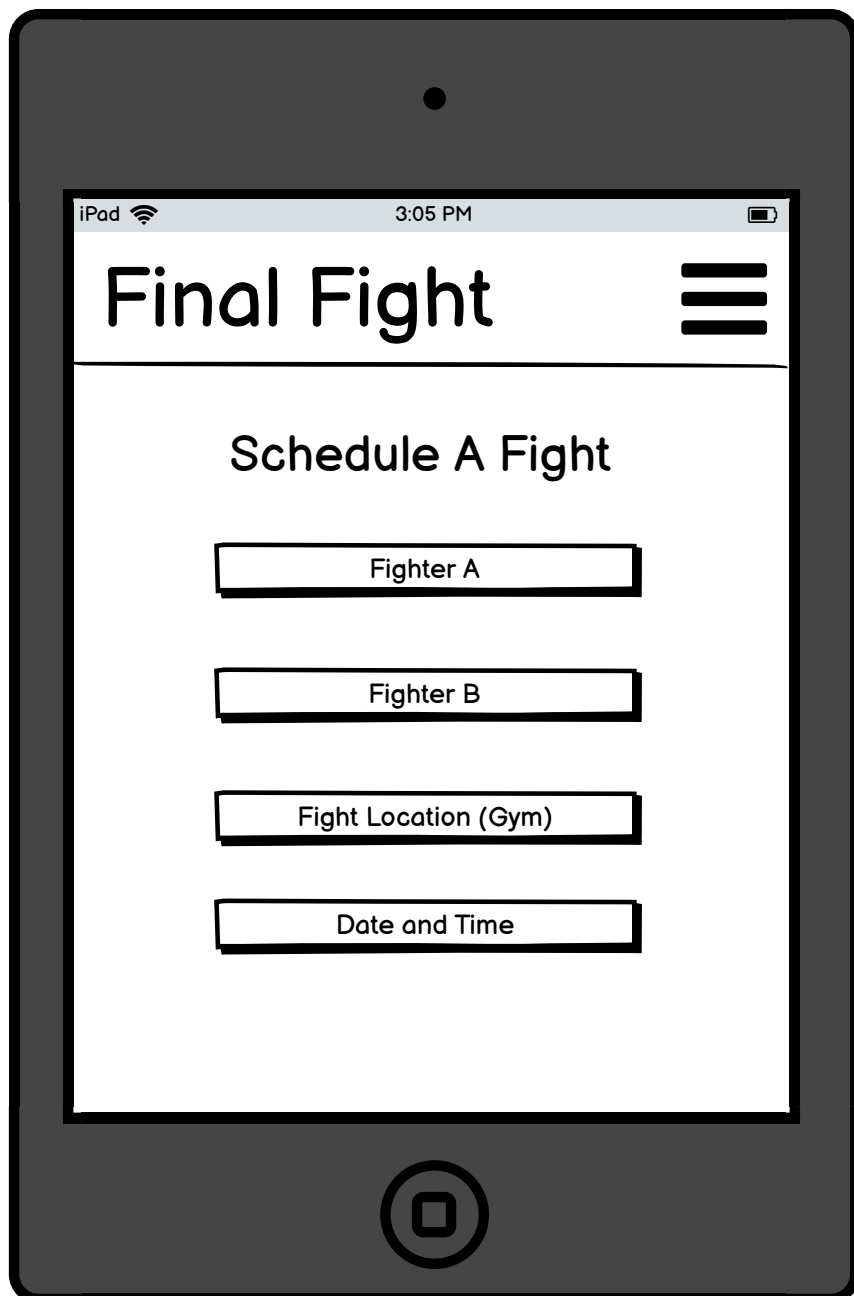 iPad 3:05 PM
Final Fight
Schedule A Fight
Fighter A
Fighter B
Fight Location (Gym)
Date and Time